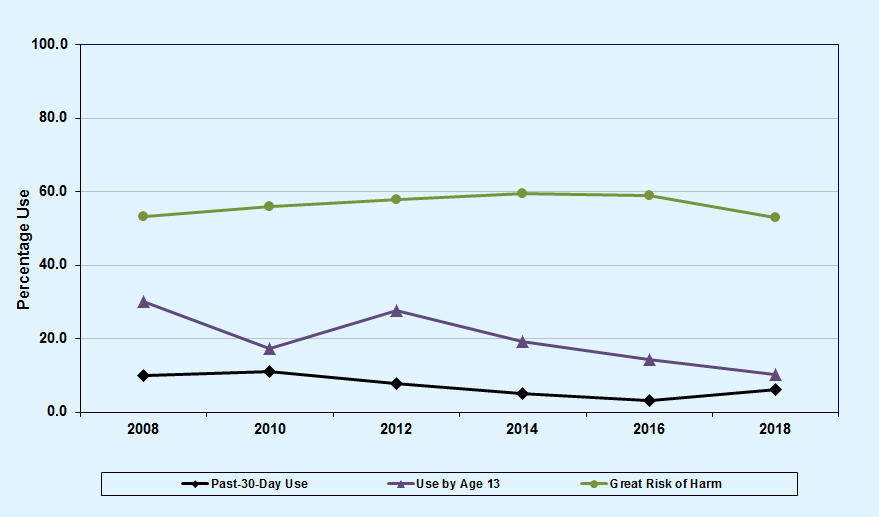 100.0
80.0
60.0
40.0
20.0
0.0
Percentage Use
2008 2010 2012 2014 2016 2018
Past-30-Day Use Use by Age 13 Great Risk of Harm